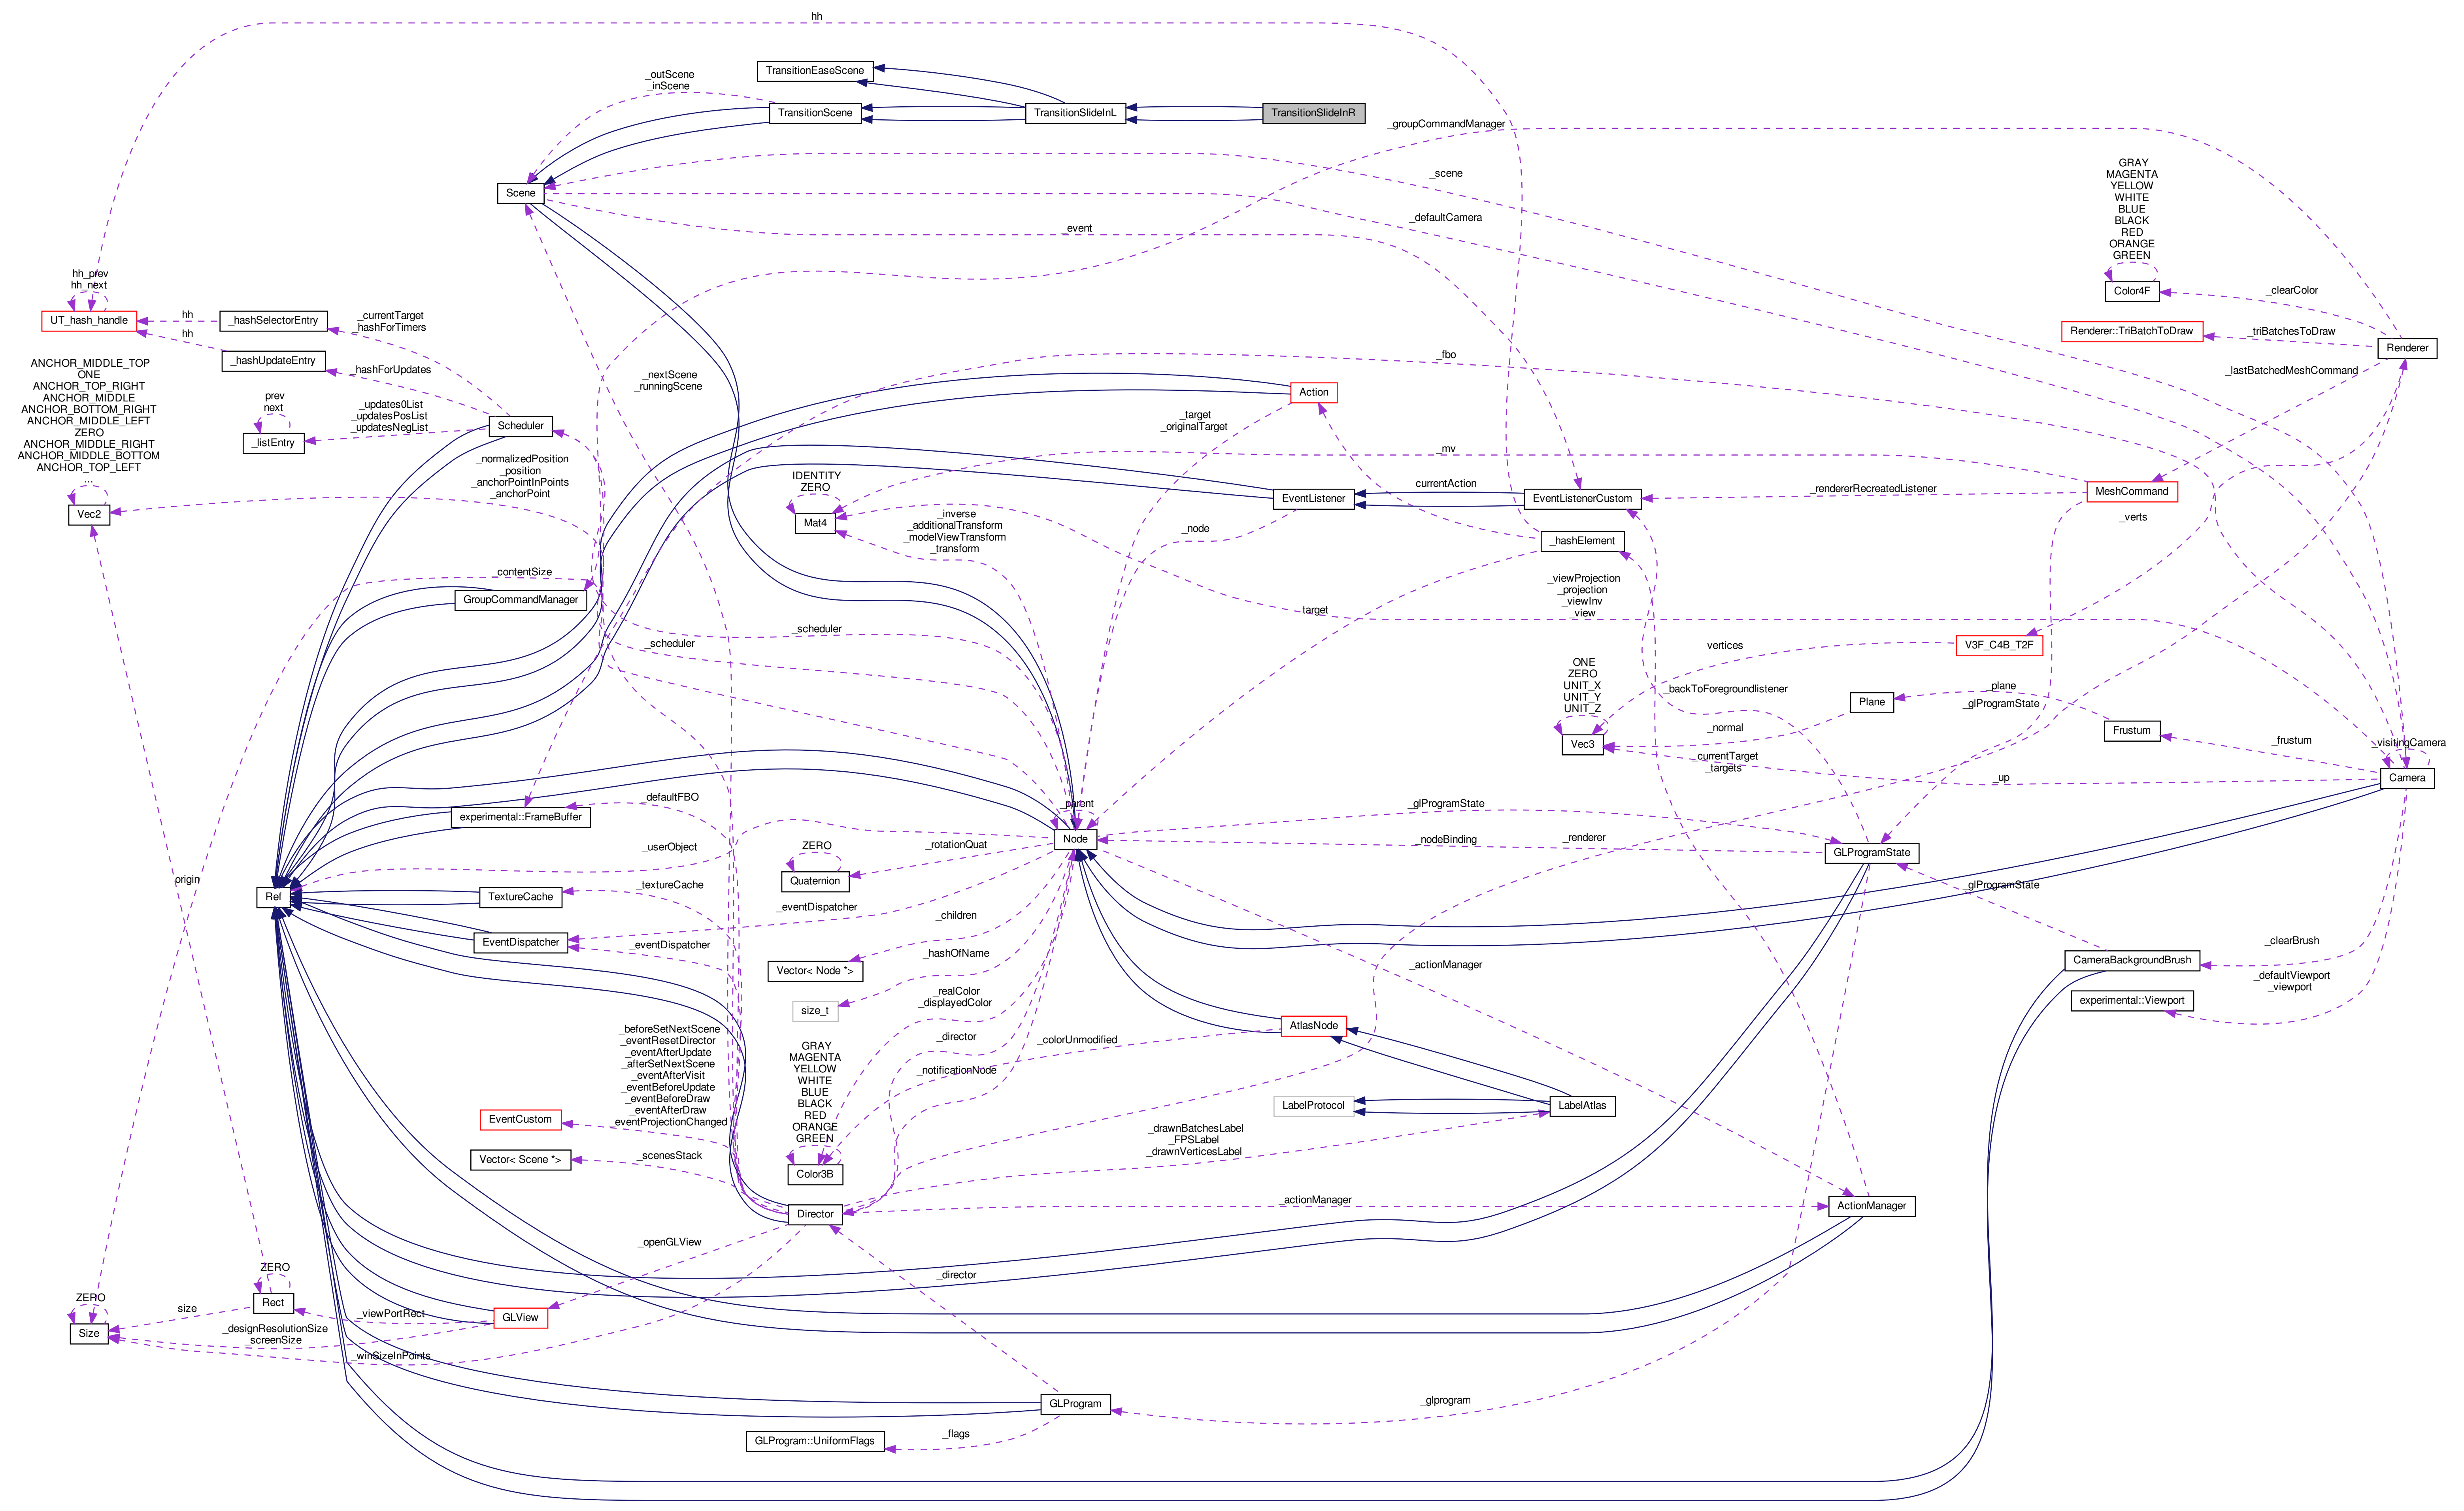 hh
TransitionEaseScene
_outScene
_inScene
TransitionScene
TransitionSlideInL
TransitionSlideInR
_groupCommandManager
Scene
_scene
_defaultCamera
_event
GRAY
MAGENTA
YELLOW
WHITE
BLUE
BLACK
RED
ORANGE
GREEN
Color4F
_clearColor
hh_prev
hh_next
UT_hash_handle
hh
_hashSelectorEntry
_currentTarget
_hashForTimers
hh
_hashUpdateEntry
_hashForUpdates
Renderer::TriBatchToDraw
_triBatchesToDraw
Renderer
_lastBatchedMeshCommand
_fbo
_nextScene
_runningScene
ANCHOR_MIDDLE_TOP
ONE
ANCHOR_TOP_RIGHT
ANCHOR_MIDDLE
ANCHOR_BOTTOM_RIGHT
ANCHOR_MIDDLE_LEFT
ZERO
ANCHOR_MIDDLE_RIGHT
ANCHOR_MIDDLE_BOTTOM
ANCHOR_TOP_LEFT
...
Vec2
prev
next
_listEntry
_updates0List
_updatesPosList
_updatesNegList
Scheduler
Action
_target
_originalTarget
_normalizedPosition
_position
_anchorPointInPoints
_anchorPoint
_mv
IDENTITY
ZERO
Mat4
EventListener
currentAction
EventListenerCustom
_rendererRecreatedListener
MeshCommand
_verts
_inverse
_additionalTransform
_modelViewTransform
_transform
_node
_hashElement
_contentSize
GroupCommandManager
target
_viewProjection
_projection
_viewInv
_view
_scheduler
_scheduler
V3F_C4B_T2F
vertices
ONE
ZERO
UNIT_X
UNIT_Y
UNIT_Z
Vec3
_backToForegroundlistener
Plane
_plane
_glProgramState
_normal
Frustum
_frustum
_visitingCamera
Camera
_currentTarget
_targets
_up
_defaultFBO
experimental::FrameBuffer
_parent
Node
_glProgramState
_nodeBinding
_renderer
GLProgramState
_userObject
_rotationQuat
ZERO
Quaternion
Ref
TextureCache
_textureCache
_eventDispatcher
_glProgramState
EventDispatcher
_eventDispatcher
_children
Vector< Node *>
_hashOfName
size_t
_actionManager
CameraBackgroundBrush
_clearBrush
_defaultViewport
_viewport
experimental::Viewport
_realColor
_displayedColor
_director
_colorUnmodified
AtlasNode
_notificationNode
_beforeSetNextScene
_eventResetDirector
_eventAfterUpdate
_afterSetNextScene
_eventAfterVisit
_eventBeforeUpdate
_eventBeforeDraw
_eventAfterDraw
_eventProjectionChanged
GRAY
MAGENTA
YELLOW
WHITE
BLUE
BLACK
RED
ORANGE
GREEN
Color3B
EventCustom
LabelProtocol
LabelAtlas
_drawnBatchesLabel
_FPSLabel
_drawnVerticesLabel
Vector< Scene *>
_scenesStack
origin
Director
_actionManager
ActionManager
_openGLView
_director
ZERO
Rect
ZERO
Size
size
_viewPortRect
GLView
_designResolutionSize
_screenSize
_winSizeInPoints
GLProgram
_glprogram
GLProgram::UniformFlags
_flags